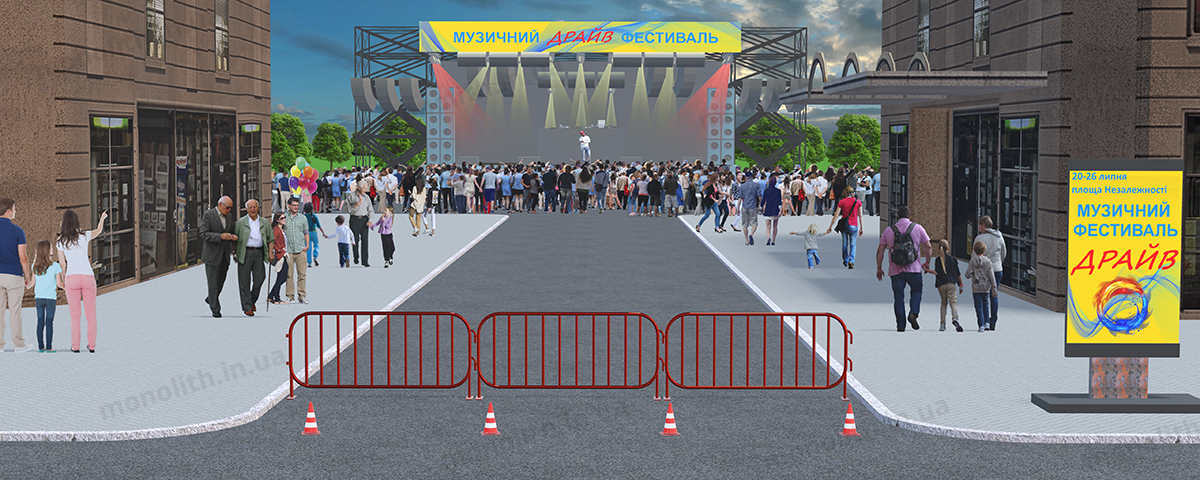 МУЗИЧНИЙ ДРАЙВ ФЕСТИВАЛЬ
20-26 липня
площа Незалежності
МУЗИЧНИЙ
ФЕСТИВАЛЬ
ДРАЙВ
monolith.in.ua